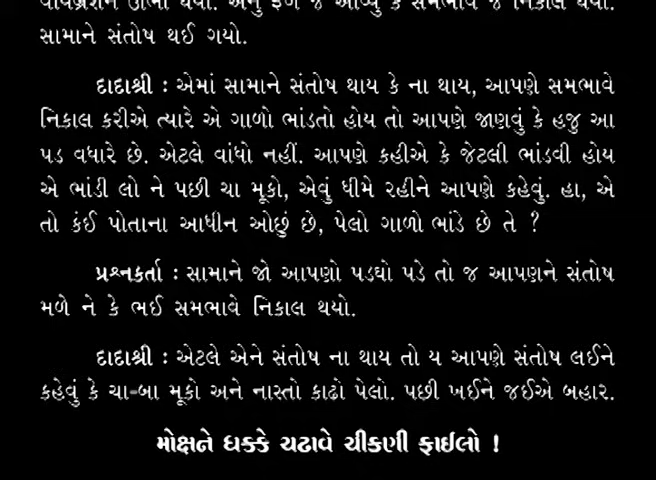 સામાને સંતોષ થઈ ગયો.
દાદાશ્રી : એમાં સામાને સંતોષ થાય કે ના થાય, આપણે સમભાવે
નિકાલ કરીએ ત્યારે એ ગાળો ભાંડતો હોય તો આપણે જાણવું કે હજુ આ
પડ વધારે છે. એટલે વાંધો નહીં. આપણે કહીએ કે જેટલી ભાંડવી હોય
એ ભાંડી લો ને પછી ચા મૂકો, એવું ધીમે રહીને આપણે કહેવું. હા, એ
તો કંઈ પોતાના આધીન ઓછું છે, પેલો ગાળો ભાંડે છે તે ?
પ્રશ્નકર્તા : સામાને જો આપણો પડઘો પડે તો જ આપણને સંતોષ
મળે ને કે ભઈ સમભાવે નિકાલ થયો.
દાદાશ્રી : એટલે એને સંતોષ ના થાય તો ય આપણે સંતોષ લઈને
કહેવું કે ચા-બા મૂકો અને નાસ્તો કાઢો પેલો. પછી ખઈને જઈએ બહાર.
મોક્ષને ધક્કે ચઢાવે ચીકણી ફાઈલો !